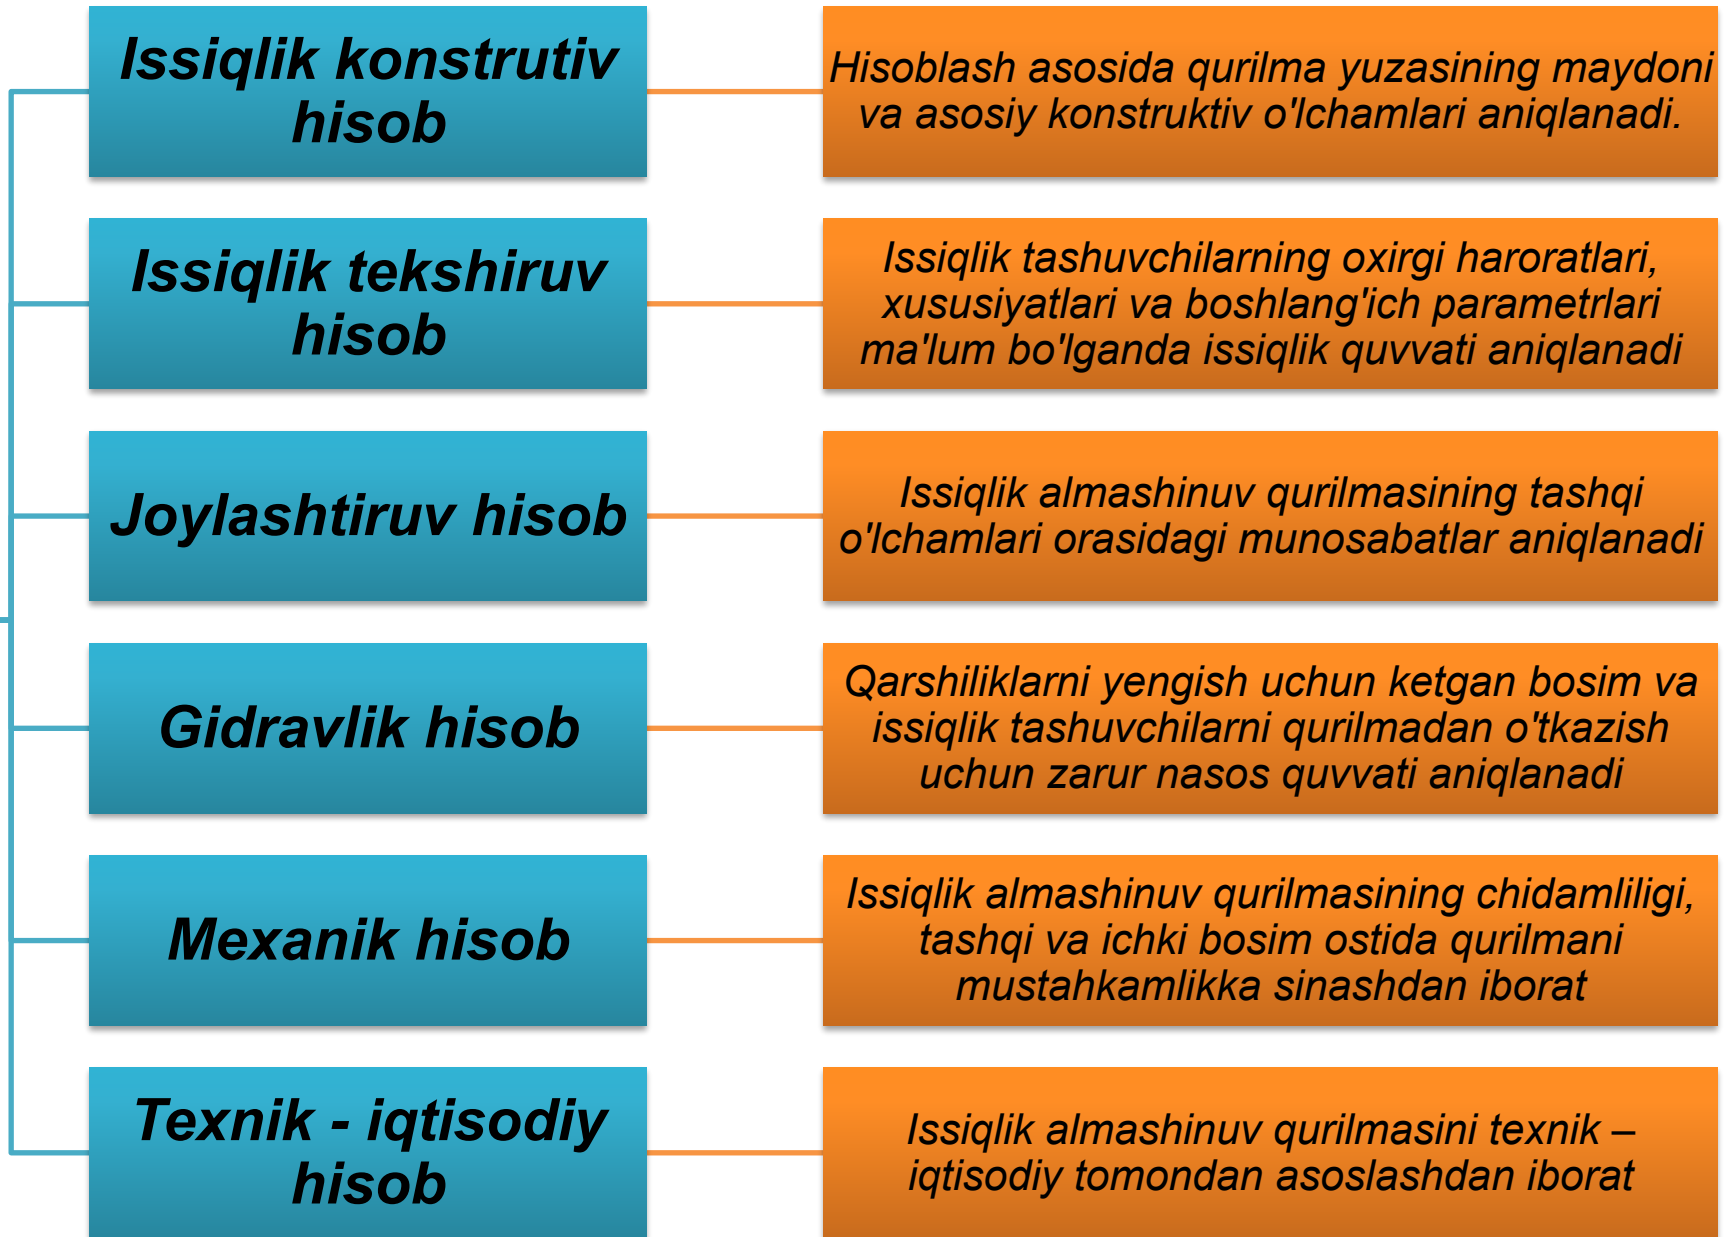 Issiqlik konstrutiv
hisob
Hisoblash asosida qurilma yuzasining maydoni
va asosiy konstruktiv o'lchamlari aniqlanadi.
Issiqlik tekshiruv
hisob
Issiqlik tashuvchilarning oxirgi haroratlari,
xususiyatlari va boshlang'ich parametrlari
ma'lum bo'lganda issiqlik quvvati aniqlanadi
Joylashtiruv hisob
Issiqlik almashinuv qurilmasining tashqi
o'lchamlari orasidagi munosabatlar aniqlanadi
Gidravlik hisob
Qarshiliklarni yengish uchun ketgan bosim va
issiqlik tashuvchilarni qurilmadan o'tkazish
uchun zarur nasos quvvati aniqlanadi
Mexanik hisob
Issiqlik almashinuv qurilmasining chidamliligi,
tashqi va ichki bosim ostida qurilmani
mustahkamlikka sinashdan iborat
Texnik - iqtisodiy
hisob
Issiqlik almashinuv qurilmasini texnik –
iqtisodiy tomondan asoslashdan iborat